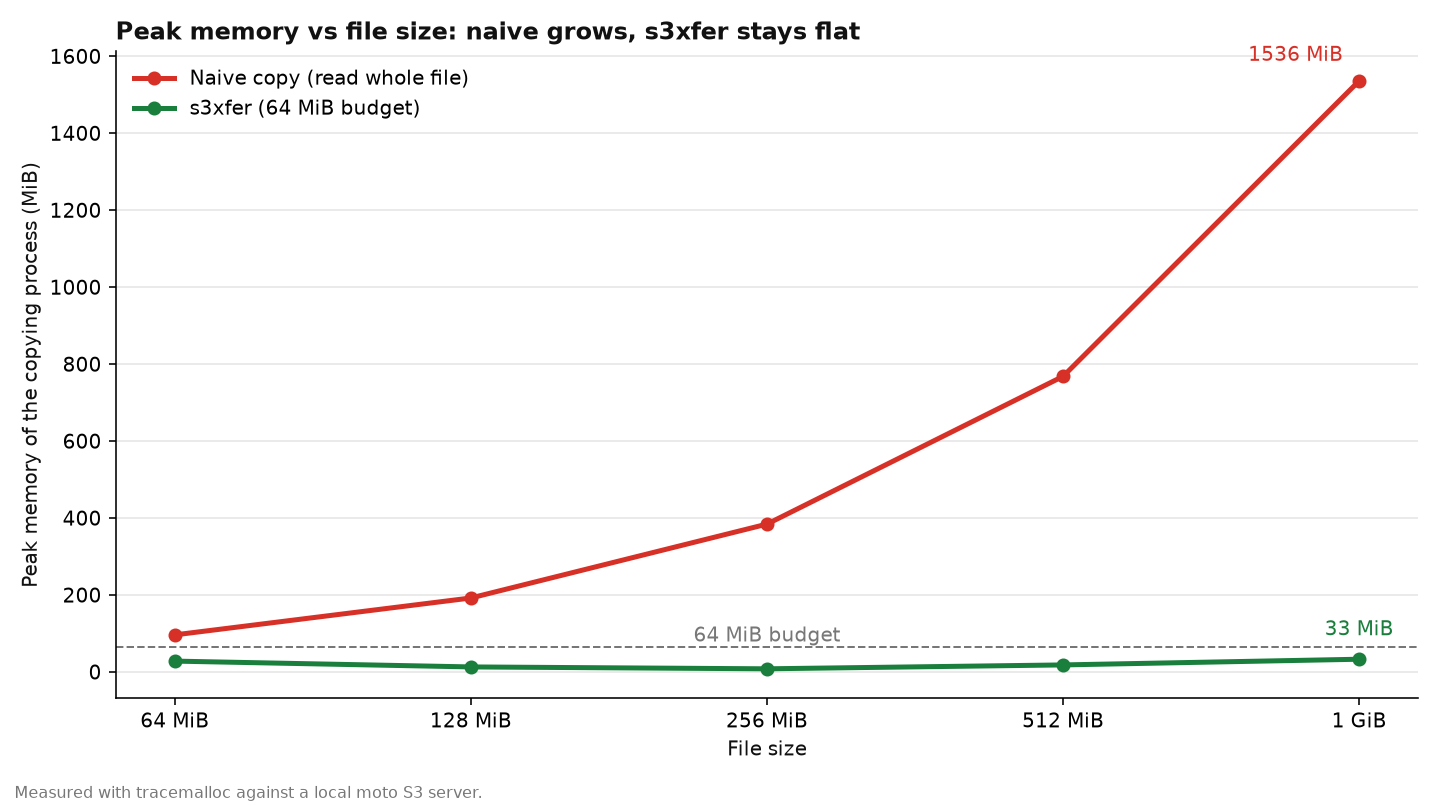 Peak memory vs file size: naive grows, s3xfer stays flat
1536 MiB
Naive copy (read whole file)
s3xfer (64 MiB budget)
Peak memory of the copying process (MiB)
1600
1400
1200
1000
800
600
400
200
0
64 MiB budget
33 MiB
64 MiB
128 MiB
256 MiB
512 MiB
1 GiB
File size
Measured with tracemalloc against a local moto S3 server.